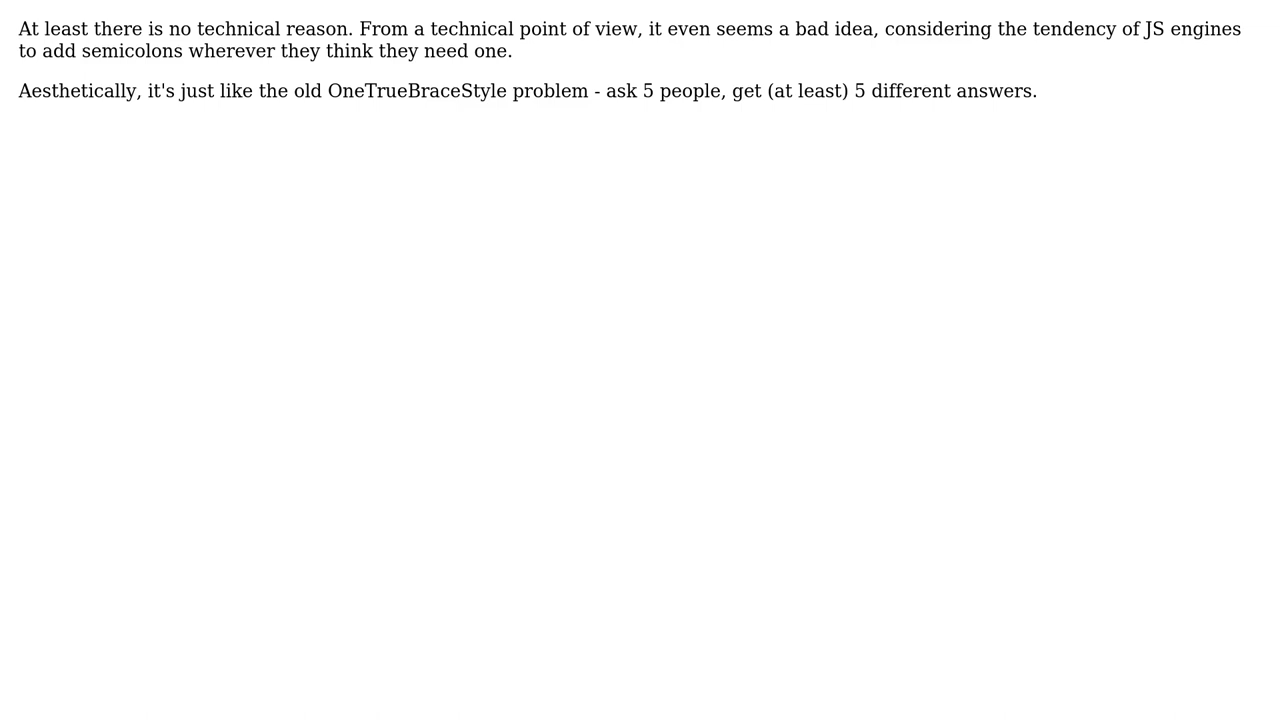 At least there is no technical reason. From a technical point of view, it even seems a bad idea, considering the tendency of JS engines
to add semicolons wherever they think they need one.
Aesthetically, it's just like the old OneTrueBraceStyle problem - ask 5 people, get (at least) 5 different answers.